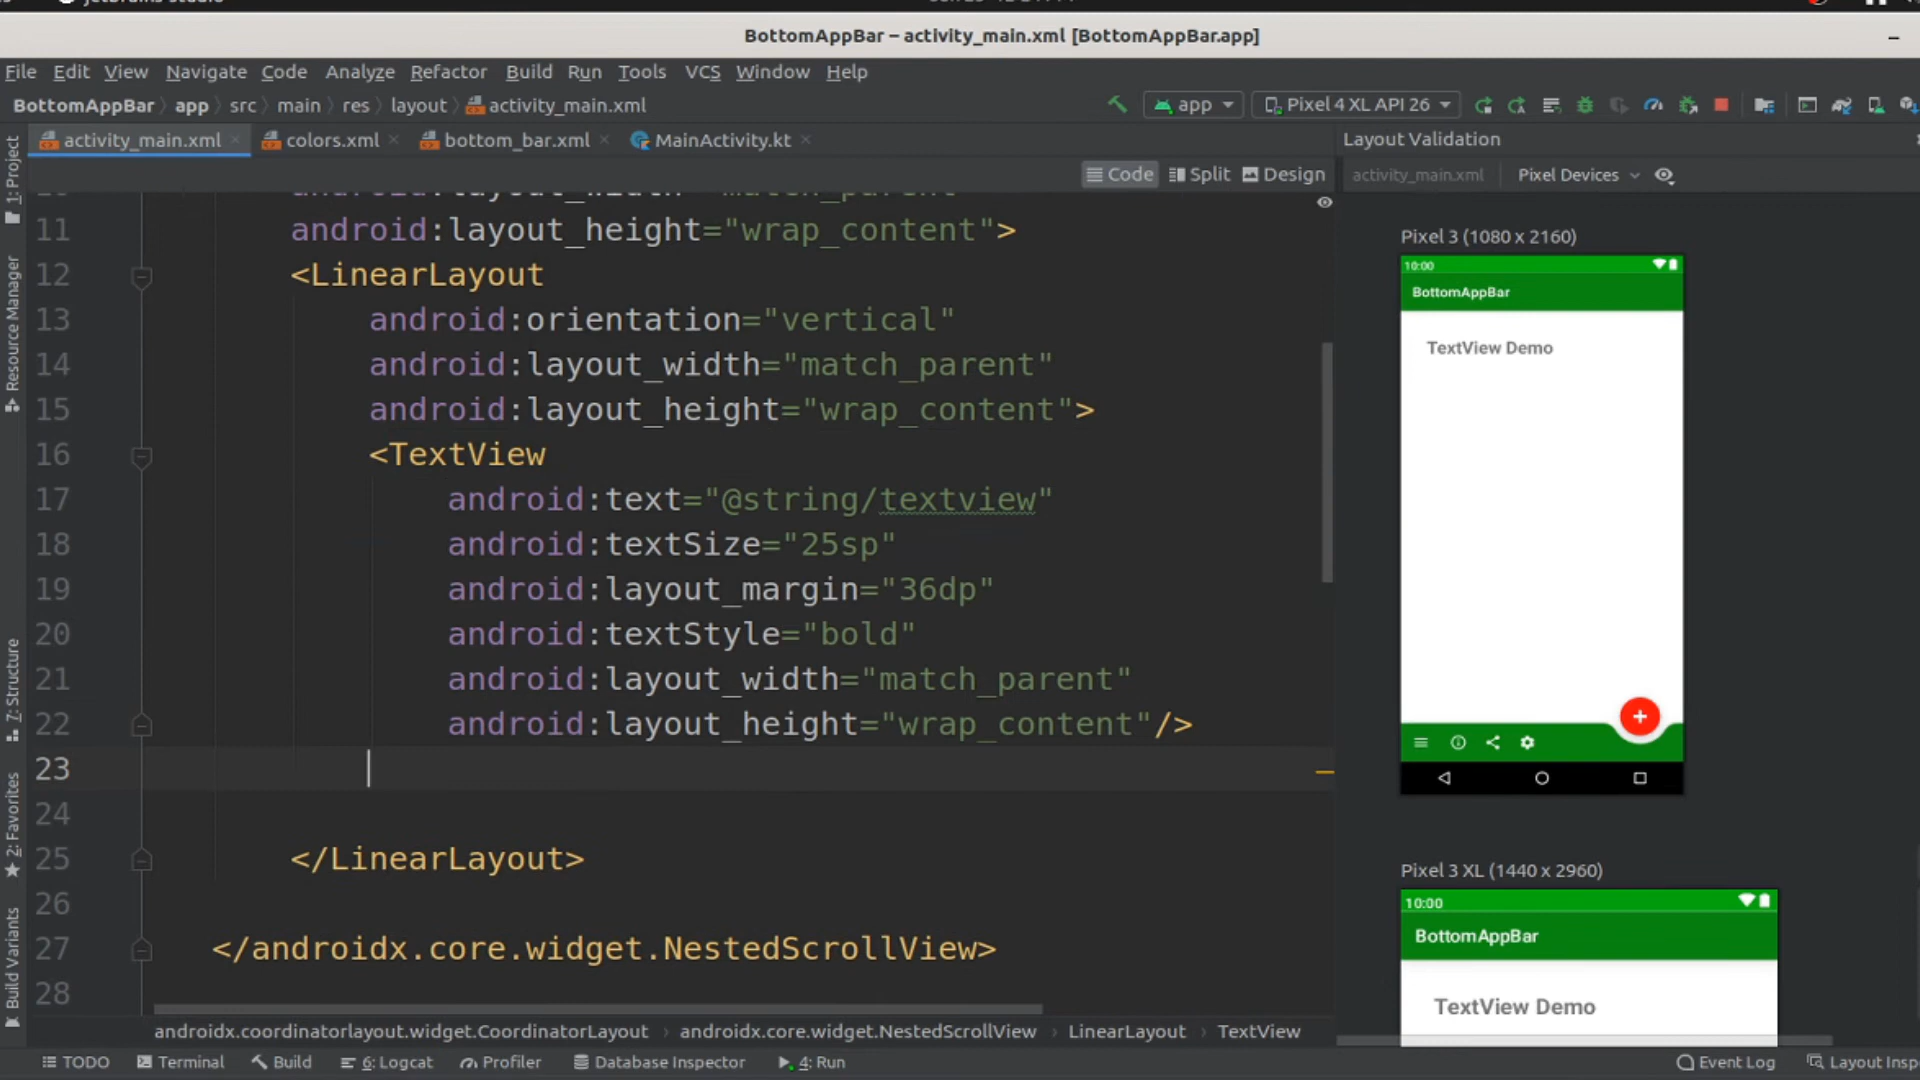 BottomAppBar – activity_main.xml [BottomAppBar.app]
File Edit View Navigate Code Analyze Refactor Build Run Tools VCS Window Help
BottomAppBar app src main res layout activity_main.xml
app Pixel 4 XL API 26
activity_main.xml colors.xml bottom_bar.xml MainActivity.kt
Layout Validation
Code Split Design
activity_main.xml Pixel Devices
1: Project
Resource Manager
7: Structure
2: Favorites
Build Variants
11 android:layout_height="wrap_content">
12 <LinearLayout
13 android:orientation="vertical"
14 android:layout_width="match_parent"
15 android:layout_height="wrap_content">
16 <TextView
17 android:text="@string/textview"
18 android:textSize="25sp"
19 android:layout_margin="36dp"
20 android:textStyle="bold"
21 android:layout_width="match_parent"
22 android:layout_height="wrap_content"/>
23
24
25 </LinearLayout>
26
27 </androidx.core.widget.NestedScrollView>
28
Pixel 3 (1080 x 2160)
10:00
BottomAppBar
TextView Demo
Pixel 3 XL (1440 x 2960)
10:00
BottomAppBar
TextView Demo
androidx.coordinatorlayout.widget.CoordinatorLayout androidx.core.widget.NestedScrollView LinearLayout TextView
TODO Terminal Build 6: Logcat Profiler Database Inspector 4: Run Event Log Layout Insp